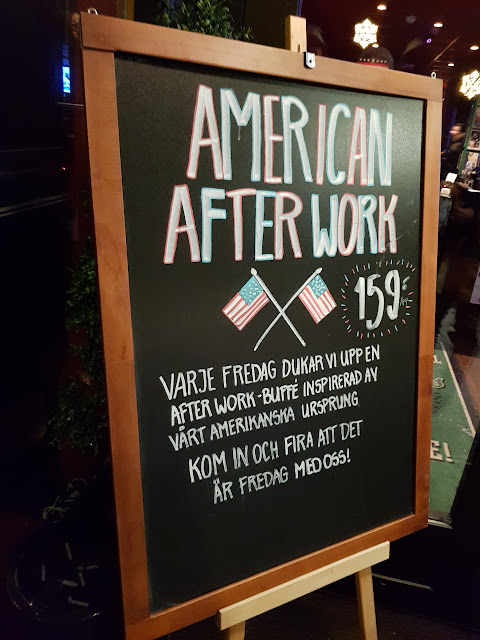 AMERICAN
AFTER WORK
159:-
VARJE FREDAG DUKAR VI UPP EN
AFTER WORK-BUFFÉ INSPIRERAD AV
VÅRT AMERIKANSKA URSPRUNG.
KOM IN OCH FIRA ATT DET
ÄR FREDAG MED OSS!